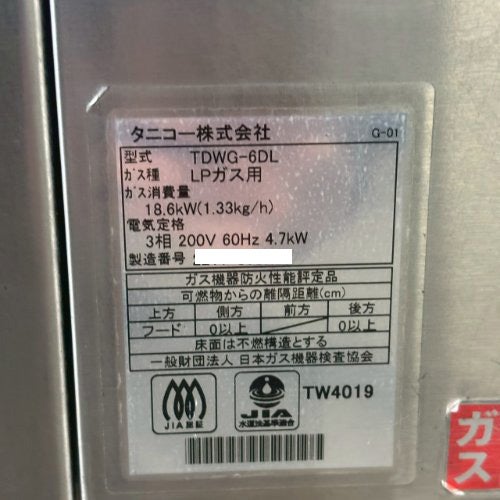 タニコー株式会社 G-01
型式 TDWG-6DL
ガス種 LPガス用
ガス消費量
18.6kW(1.33kg/h)
電気定格
3相 200V 60Hz 4.7kW
製造番号
ガス機器防火性能評定品
可燃物からの離隔距離(cm)
上方 側方 前方 後方
フード 0以上 0以上
床面は不燃構造とする
一般財団法人 日本ガス機器検査協会
JIA認証
JIA
水道法基準適合
TW4019
ガス